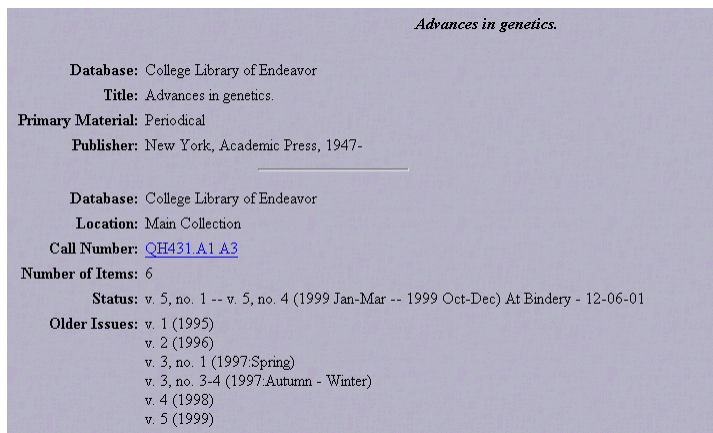 Advances in genetics.
Database: College Library of Endeavor
Title: Advances in genetics.
Primary Material: Periodical
Publisher: New York, Academic Press, 1947-
Database: College Library of Endeavor
Location: Main Collection
Call Number: QH431.A1 A3
Number of Items: 6
Status: v. 5, no. 1 -- v. 5, no. 4 (1999 Jan-Mar -- 1999 Oct-Dec) At Bindery - 12-06-01
Older Issues: v. 1 (1995)
v. 2 (1996)
v. 3, no. 1 (1997:Spring)
v. 3, no. 3-4 (1997:Autumn - Winter)
v. 4 (1998)
v. 5 (1999)